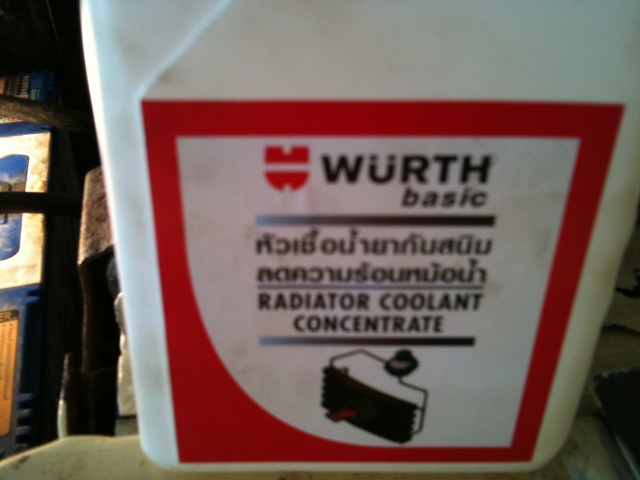 WÜRTH
basic
หัวเชื้อน้ำยากันสนิม
ลดความร้อนหม้อน้ำ
RADIATOR COOLANT
CONCENTRATE